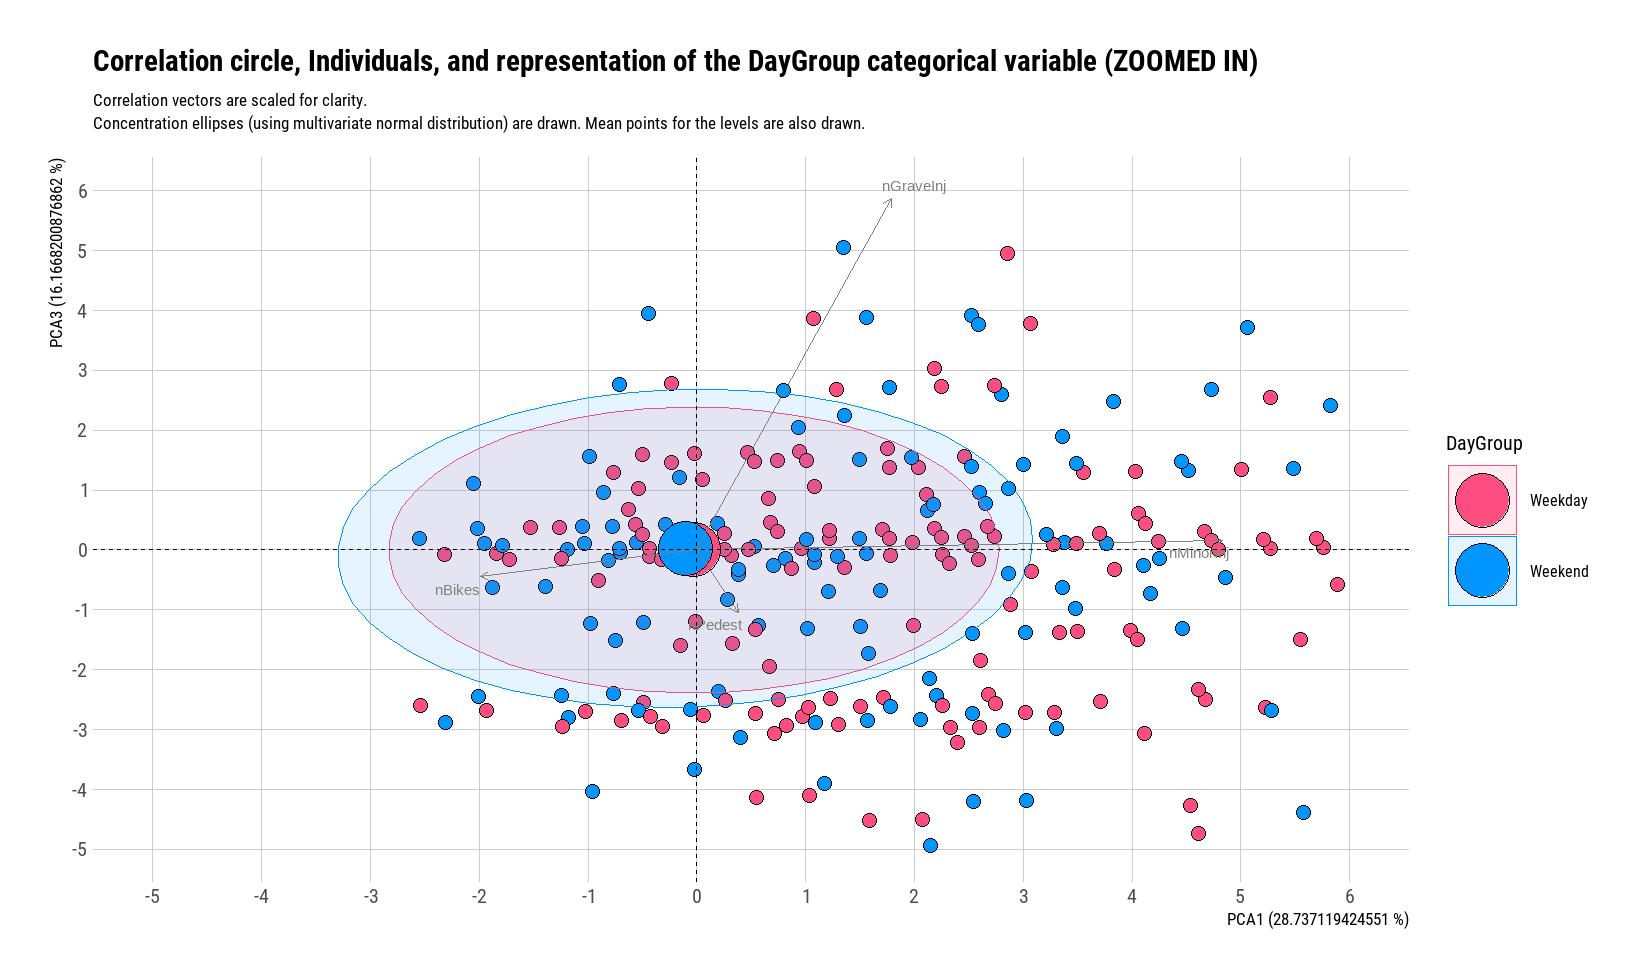 Correlation circle, Individuals, and representation of the DayGroup categorical variable (ZOOMED IN)
Correlation vectors are scaled for clarity.
Concentration ellipses (using multivariate normal distribution) are drawn. Mean points for the levels are also drawn.
PCA3 (16.1668200876862 %)
6
5
4
3
2
1
0
-1
-2
-3
-4
-5
nGraveInj
nBikes
nMinorInj
-5
-4
-3
-2
-1
0
1
2
3
4
5
6
PCA1 (28.737119424551 %)
DayGroup
Weekday
Weekend